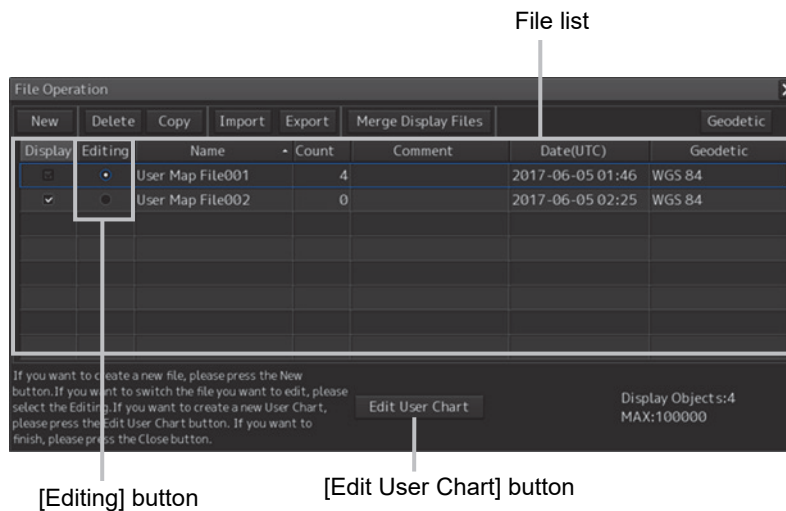 File list
File Operation
New Delete Copy Import Export Merge Display Files Geodetic
Display Editing Name Count Comment Date(UTC) Geodetic
User Map File001 4 2017-06-05 01:46 WGS 84
User Map File002 0 2017-06-05 02:25 WGS 84
If you want to create a new file, please press the New
button.If you want to switch the file you want to edit, please
select the Editing.If you want to create a new User Chart,
please press the Edit User Chart button. If you want to
finish, please press the Close button.
Edit User Chart
Display Objects:4
MAX:100000
[Editing] button
[Edit User Chart] button